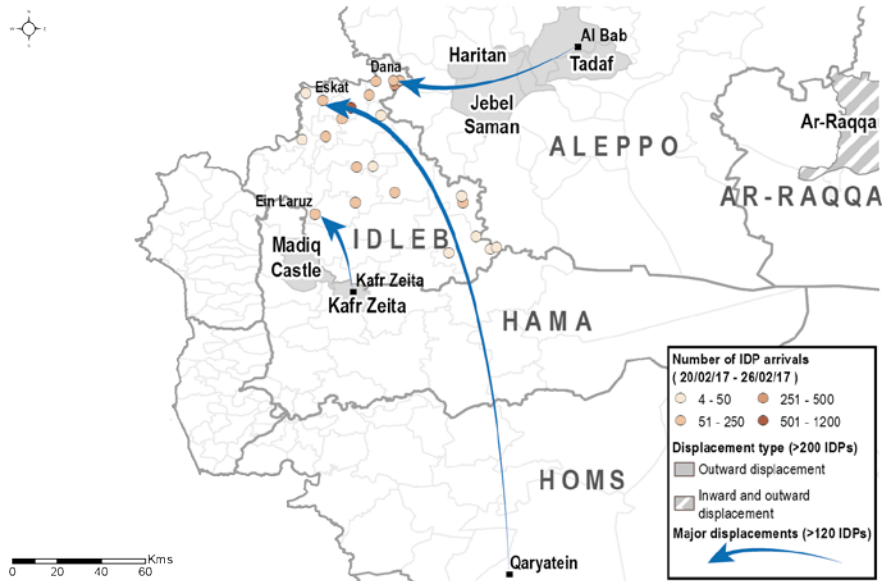 N
W
E
S
Al Bab
Tadaf
Haritan
Dana
Eskat
Jebel
Saman
Ar-Raqqa
ALEPPO
AR-RAQQA
Ein Laruz
IDLEB
Madiq
Castle
Kafr Zeita
Kafr Zeita
HAMA
HOMS
Qaryatein
Number of IDP arrivals
( 20/02/17 - 26/02/17 )
4 - 50
251 - 500
51 - 250
501 - 1200
Displacement type (>200 IDPs)
Outward displacement
Inward and outward
displacement
Major displacements (>120 IDPs)
Kms
0 10 20 40 60